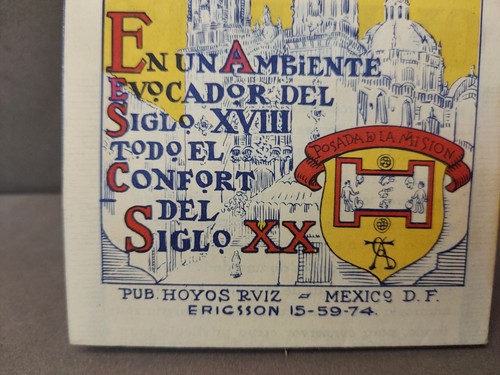 EN UN AMBIENTE
EVOCADOR DEL
SIGLO XVIII
TODO EL
CONFORT
DEL
SIGLO XX
POSADA DE LA MISION
PUB. HOYOS RVIZ - MEXICO D. F.
ERICSSON 15-59-74.